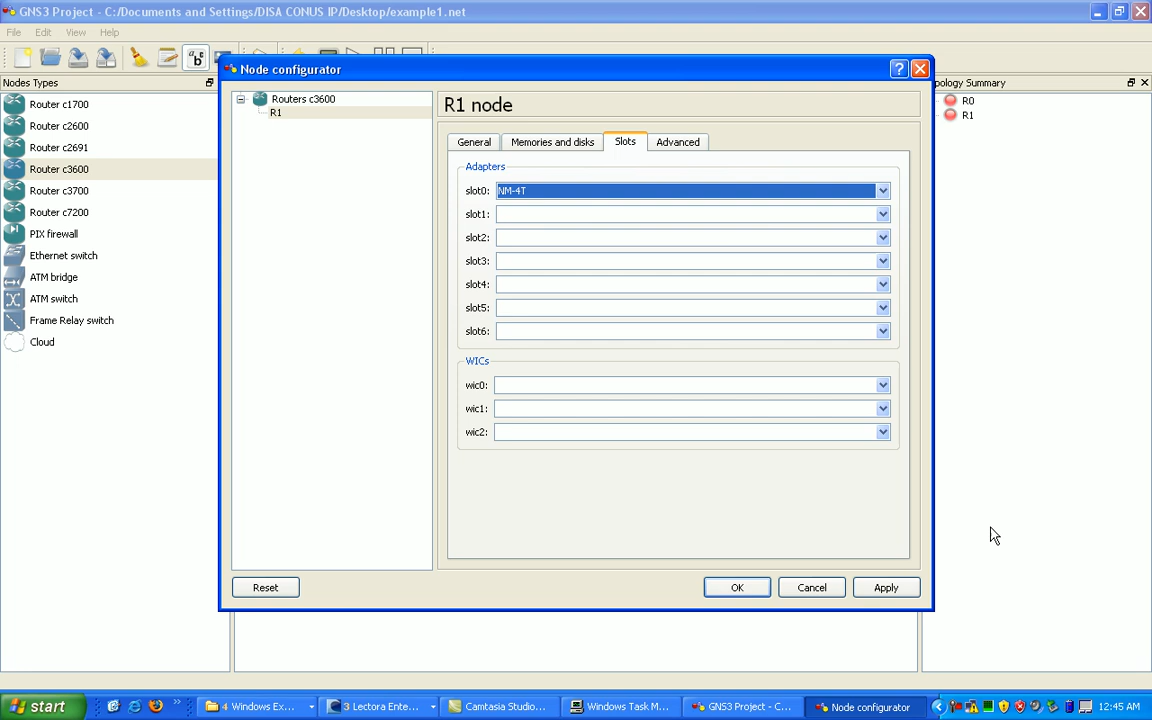 GNS3 Project - C:/Documents and Settings/DISA CONUS IP/Desktop/example1.net
File Edit View Help
Nodes Types
Router c1700
Router c2600
Router c2691
Router c3600
Router c3700
Router c7200
PIX firewall
Ethernet switch
ATM bridge
ATM switch
Frame Relay switch
Cloud
Node configurator
Routers c3600
R1
R1 node
General
Memories and disks
Slots
Advanced
Adapters
slot0: NM-4T
slot1:
slot2:
slot3:
slot4:
slot5:
slot6:
WICs
wic0:
wic1:
wic2:
Reset
OK
Cancel
Apply
pology Summary
R0
R1
start
4 Windows Ex...
3 Lectora Ente...
Camtasia Studio...
Windows Task M...
GNS3 Project - C...
Node configurator
12:45 AM